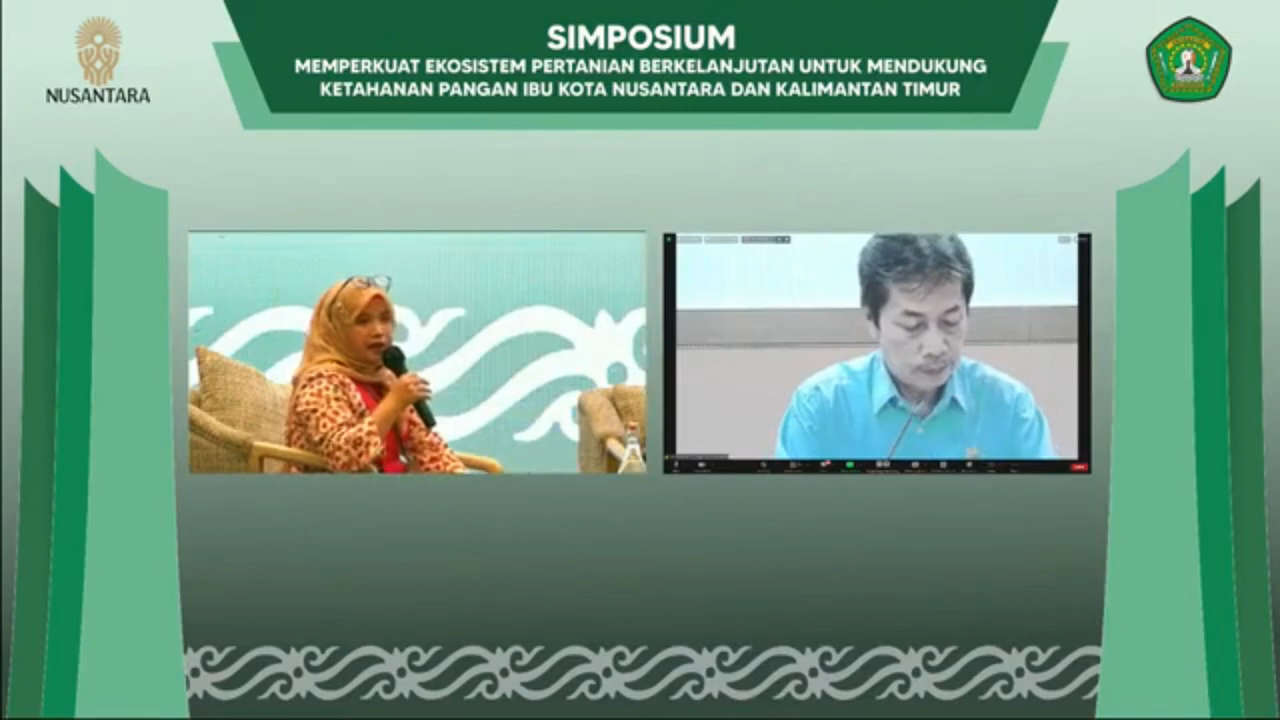 SIMPOSIUM
MEMPERKUAT EKOSISTEM PERTANIAN BERKELANJUTAN UNTUK MENDUKUNG
KETAHANAN PANGAN IBU KOTA NUSANTARA DAN KALIMANTAN TIMUR
NUSANTARA